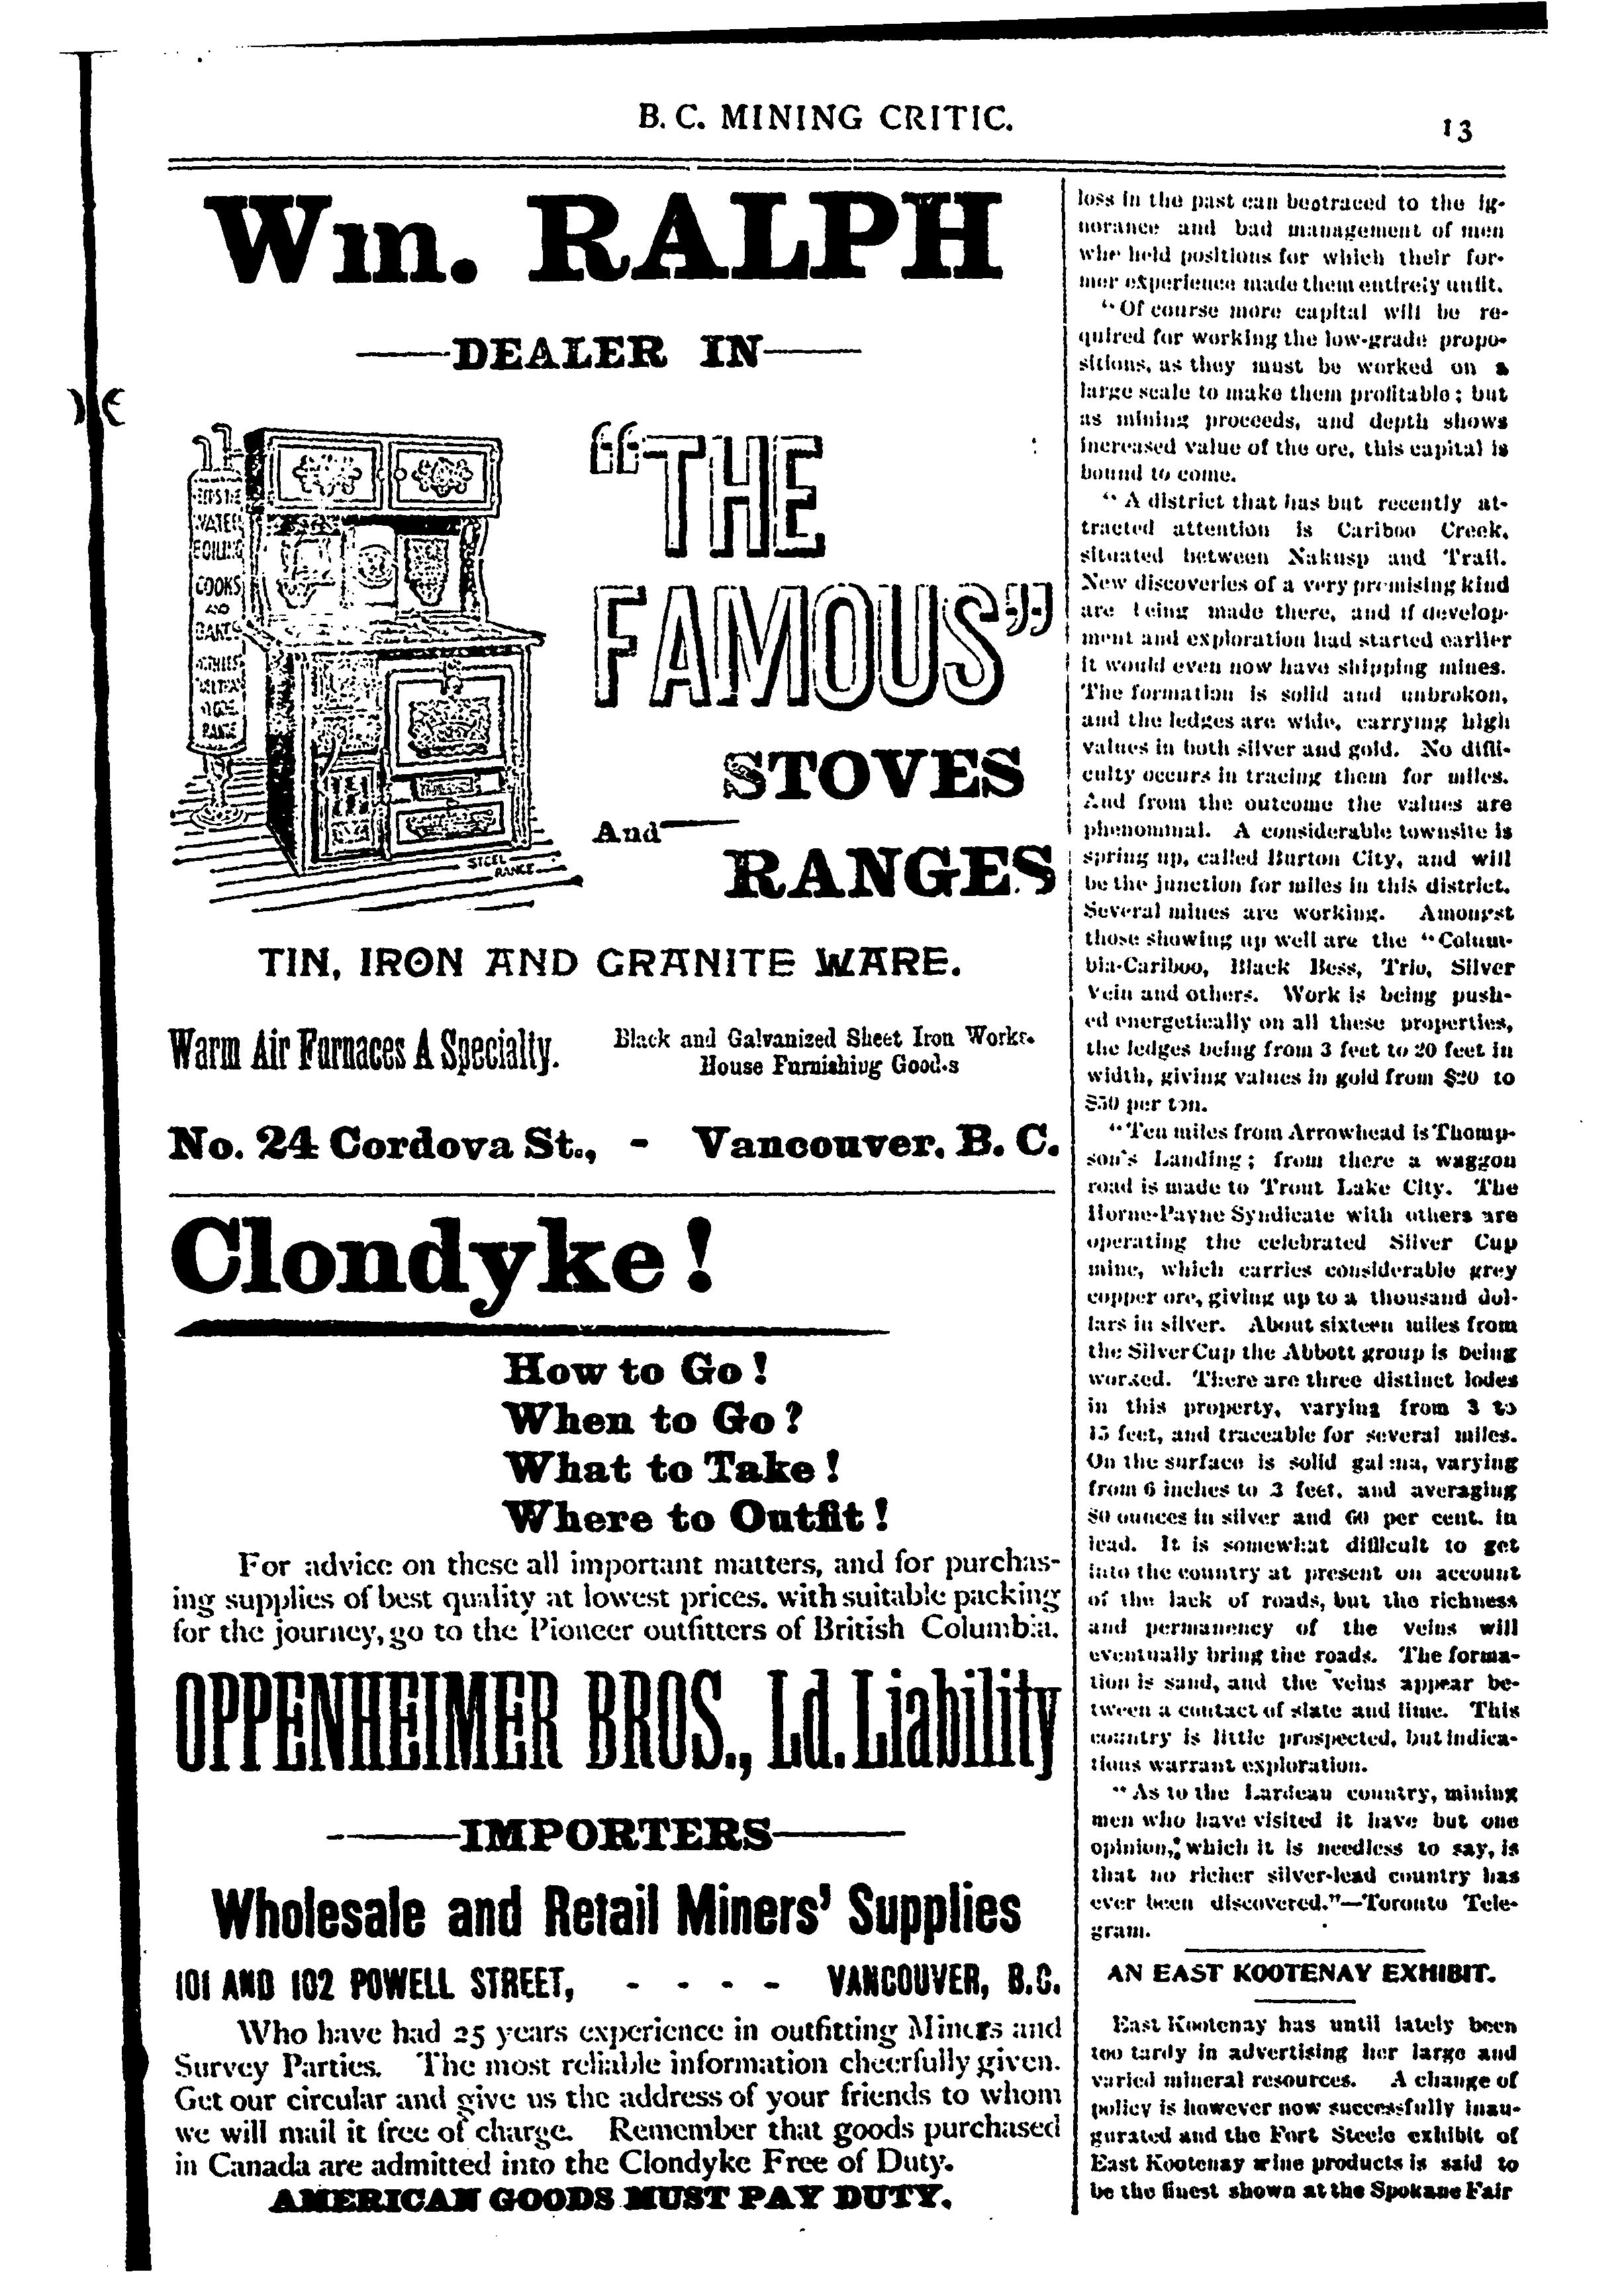 B. C. MINING CRITIC.
13
Wm. RALPH
DEALER IN
WATER
BOILING
COOKS
AND
BAKES
RANGE
STEEL
RANGE
"THE
FAMOUS"
STOVES
And
RANGES
TIN, IRON AND GRANITE WARE.
Warm Air Furnaces A Specialty.
Black and Galvanized Sheet Iron Works.
House Furnishing Goods
No. 24 Cordova St., - Vancouver, B. C.
Clondyke!
How to Go!
When to Go?
What to Take!
Where to Outfit!
For advice on these all important matters, and for purchas-
ing supplies of best quality at lowest prices, with suitable packing
for the journey, go to the Pioneer outfitters of British Columbia.
OPPENHEIMER BROS., Ld. Liability
IMPORTERS
Wholesale and Retail Miners' Supplies
101 AND 102 POWELL STREET, - - - - VANCOUVER, B.C.
Who have had 25 years experience in outfitting Miners and
Survey Parties. The most reliable information cheerfully given.
Get our circular and give us the address of your friends to whom
we will mail it free of charge. Remember that goods purchased
in Canada are admitted into the Clondyke Free of Duty.
AMERICAN GOODS MUST PAY DUTY.
loss in the past can beotraced to the ig-
norance and bad management of men
who held positions for which their for-
mer experience made them entirely unfit.
"Of course more capital will be re-
quired for working the low-grade propo-
sitions, as they must be worked on a
large scale to make them profitable; but
as mining proceeds, and depth shows
increased value of the ore, this capital is
bound to come.
"A district that has but recently at-
tracted attention is Cariboo Creek,
situated between Nakusp and Trail.
New discoveries of a very promising kind
are being made there, and if develop-
ment and exploration had started earlier
it would even now have shipping mines.
The formation is solid and unbrokon,
and the ledges are wide, carrying high
values in both silver and gold. No diffi-
culty occurs in tracing them for miles.
And from the outcome the values are
phenominal. A considerable townsite is
spring up, called Burton City, and will
be the junction for miles in this district.
Several mines are working. Amongst
those showing up well are the "Colum-
bia-Cariboo, Black Bess, Trio, Silver
Vein and others. Work is being push-
ed energetically on all these properties,
the ledges being from 3 feet to 20 feet in
width, giving values in gold from $20 to
$50 per ton.
"Ten miles from Arrowhead is Thomp-
son's Landing; from there a waggon
road is made to Trout Lake City. The
Horne-Payne Syndicate with others are
operating the celebrated Silver Cup
mine, which carries considerable grey
copper ore, giving up to a thousand dol-
lars in silver. About sixteen miles from
the Silver Cup the Abbott group is being
worked. There are three distinct lodes
in this property, varying from 3 to
15 feet, and traceable for several miles.
On the surface is solid galena, varying
from 6 inches to 3 feet, and averaging
80 ounces in silver and 60 per cent. in
lead. It is somewhat difficult to get
into the country at present on account
of the lack of roads, but the richness
and permanency of the veins will
eventually bring the roads. The forma-
tion is sand, and the veins appear be-
tween a contact of slate and lime. This
country is little prospected, but indica-
tions warrant exploration.
"As to the Lardeau country, mining
men who have visited it have but one
opinion, which it is needless to say, is
that no richer silver-lead country has
ever been discovered."—Toronto Tele-
gram.
AN EAST KOOTENAY EXHIBIT.
East Kootenay has until lately been
too tardy in advertising her large and
varied mineral resources. A change of
policy is however now successfully inau-
gurated and the Fort Steele exhibit of
East Kootenay mine products is said to
be the finest shown at the Spokane Fair